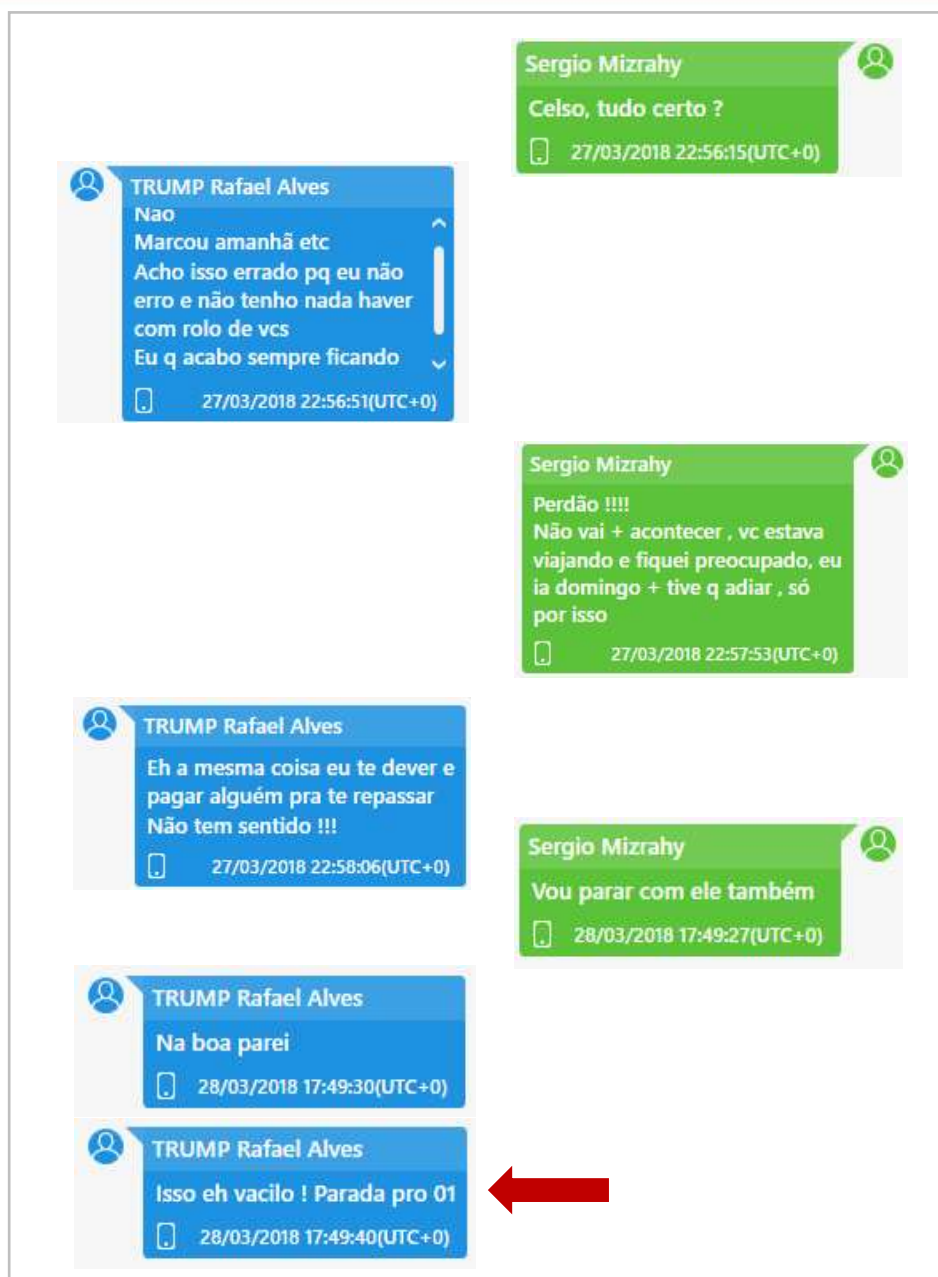 Sergio Mizrahy
Celso, tudo certo ?
27/03/2018 22:56:15(UTC+0)
TRUMP Rafael Alves
Nao
Marcou amanhã etc
Acho isso errado pq eu não
erro e não tenho nada haver
com rolo de vcs
Eu q acabo sempre ficando
27/03/2018 22:56:51(UTC+0)
Sergio Mizrahy
Perdão !!!!
Não vai + acontecer , vc estava
viajando e fiquei preocupado, eu
ia domingo + tive q adiar , só
por isso
27/03/2018 22:57:53(UTC+0)
TRUMP Rafael Alves
Eh a mesma coisa eu te dever e
pagar alguém pra te repassar
Não tem sentido !!!
27/03/2018 22:58:06(UTC+0)
Sergio Mizrahy
Vou parar com ele também
28/03/2018 17:49:27(UTC+0)
TRUMP Rafael Alves
Na boa parei
28/03/2018 17:49:30(UTC+0)
TRUMP Rafael Alves
Isso eh vacilo ! Parada pro 01
28/03/2018 17:49:40(UTC+0)